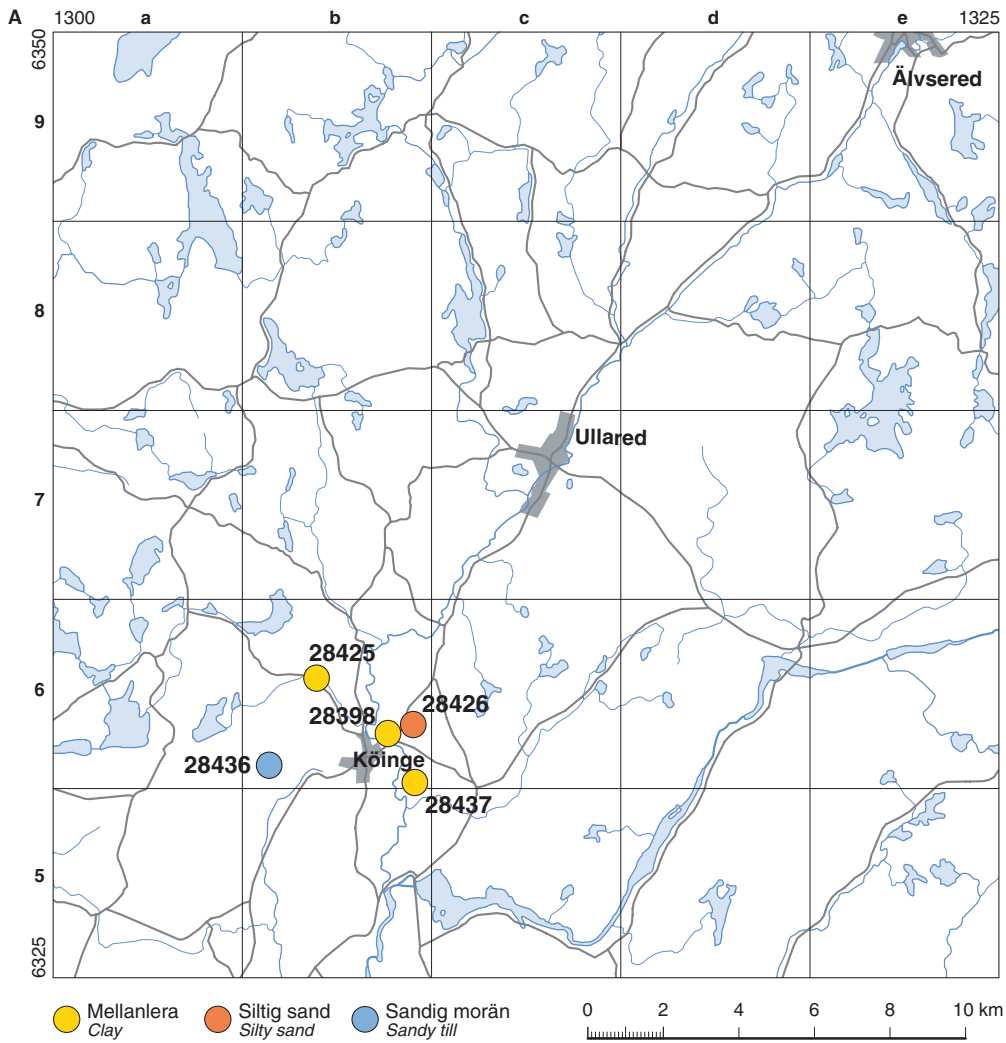 A
1300 a b c d e 1325
6350
Älvsered
9
8
Ullared
7
28425
6
28426
28398
Köinge
28436
28437
5
6325
Mellanlera
Clay
Siltig sand
Silty sand
Sandig morän
Sandy till
0 2 4 6 8 10 km